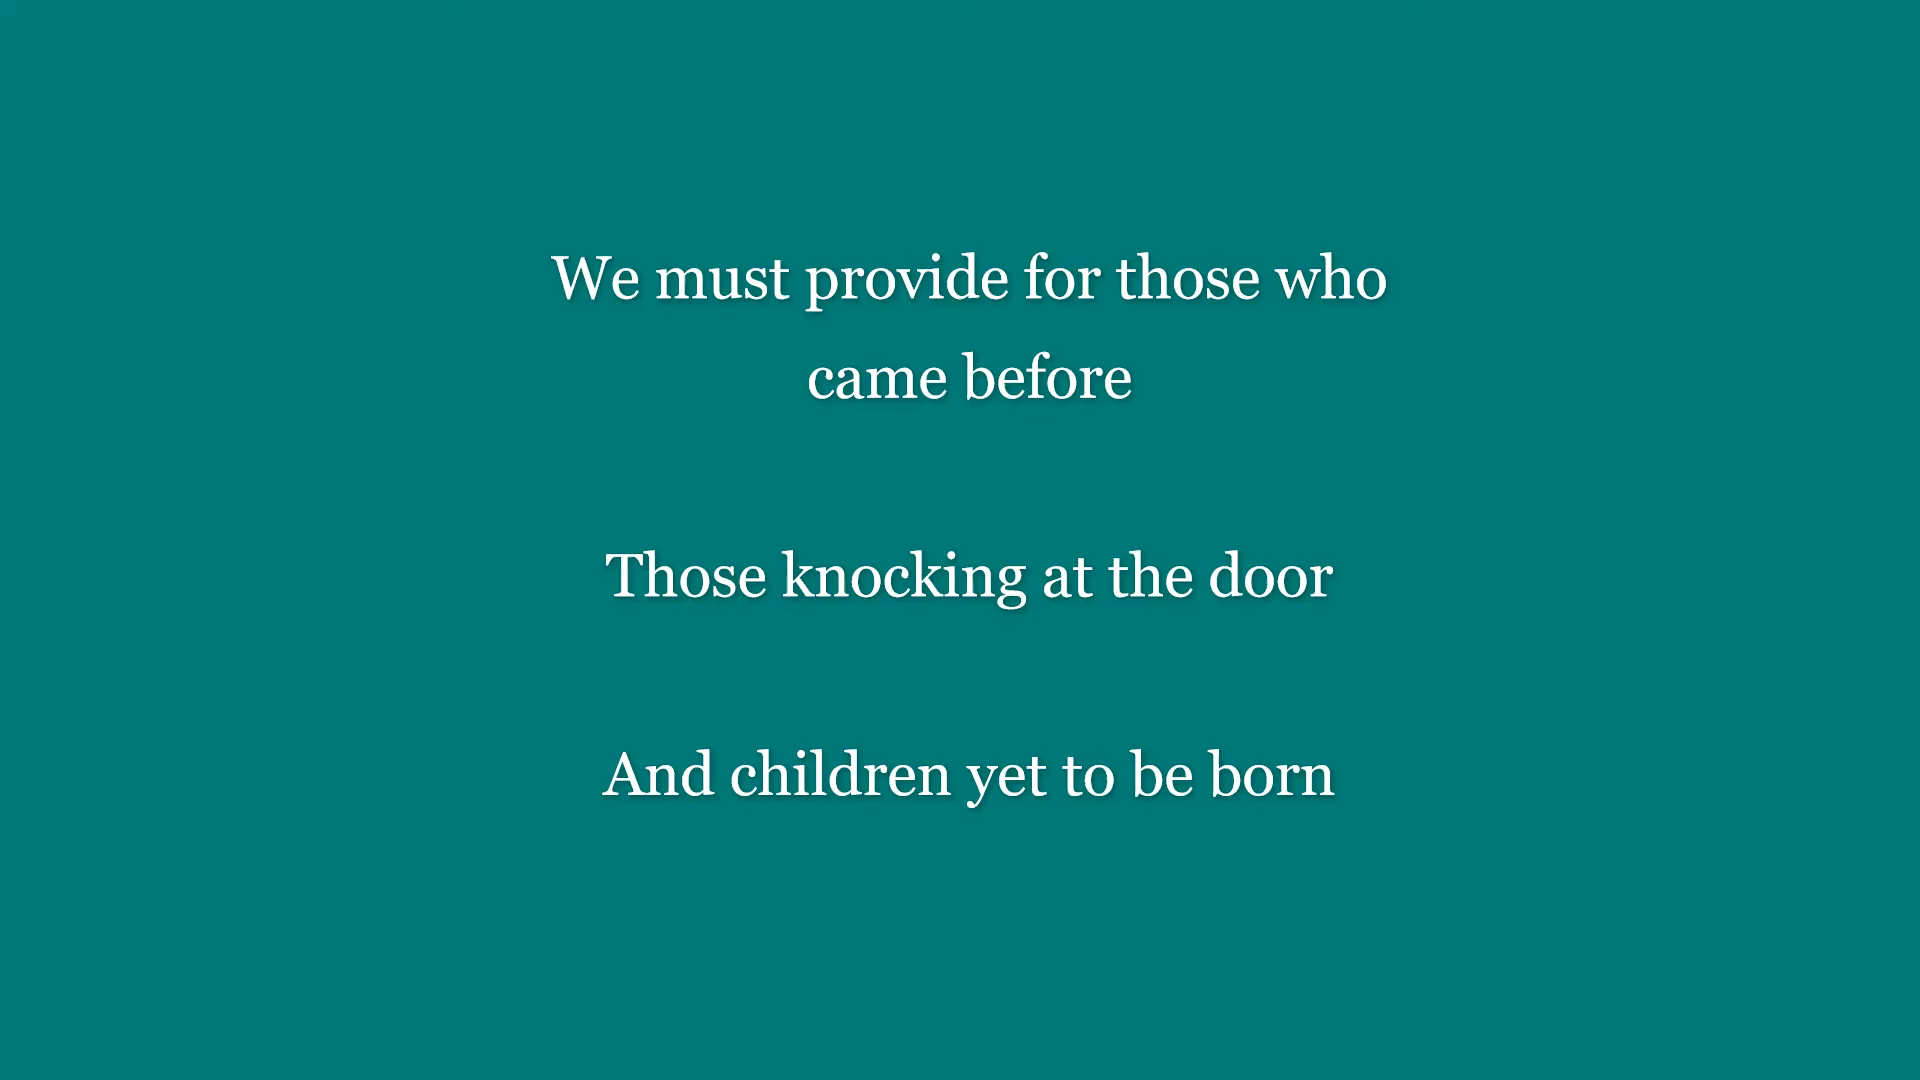 We must provide for those who
came before
Those knocking at the door
And children yet to be born